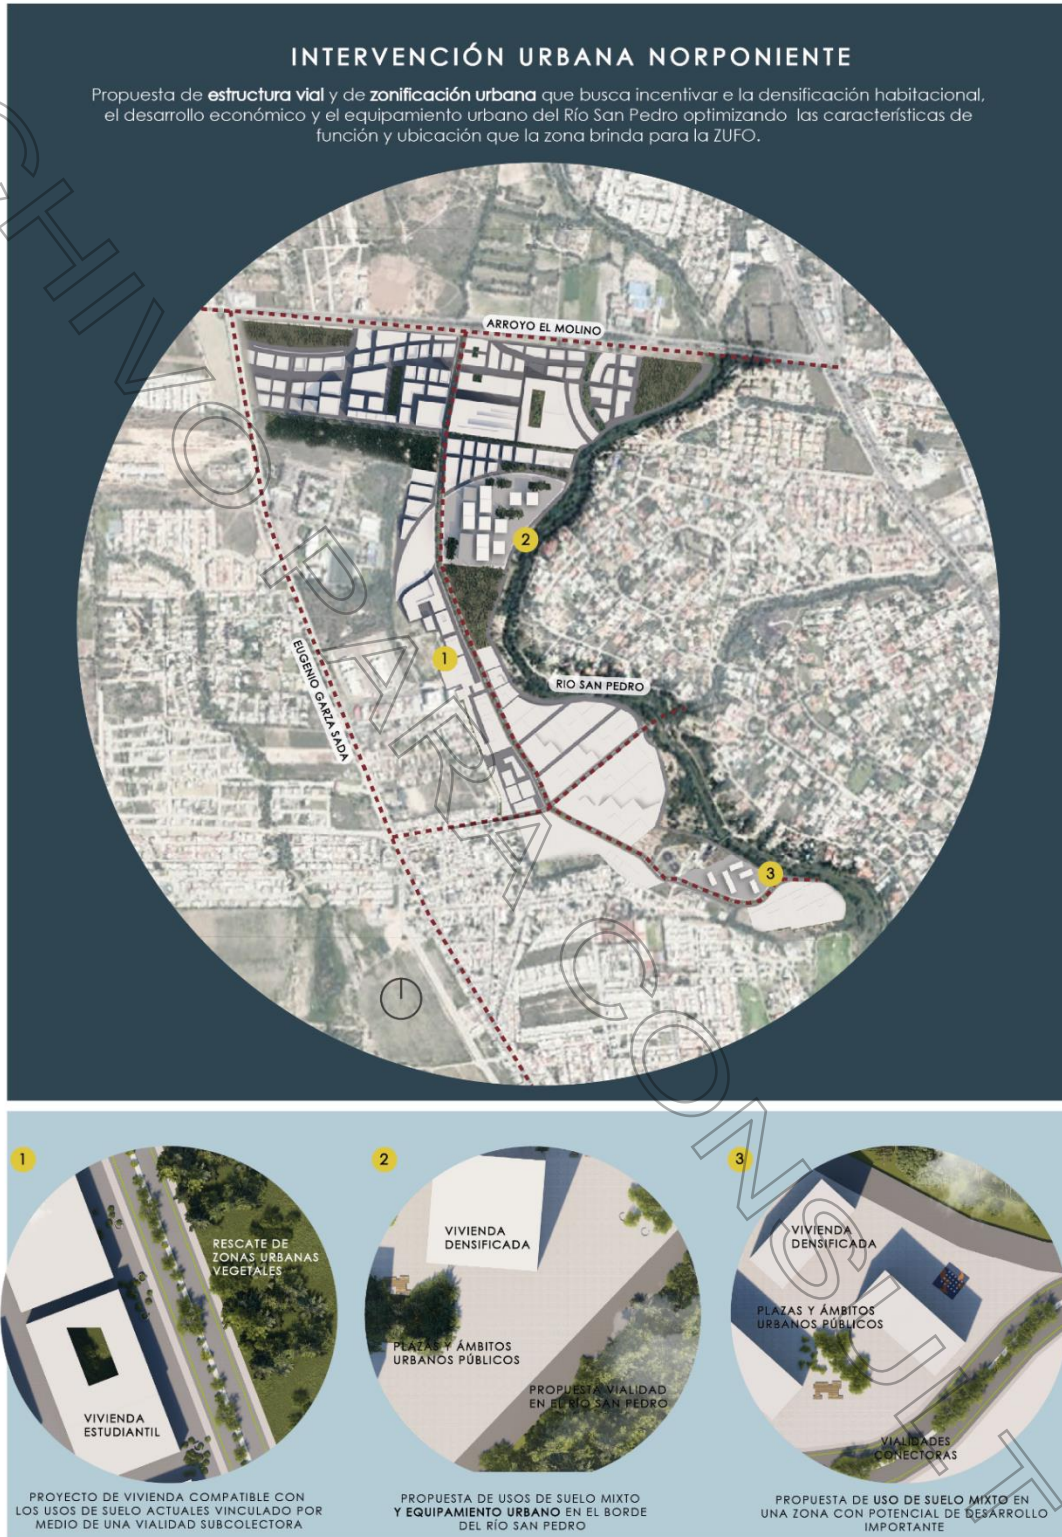 INTERVENCIÓN URBANA NORPONIENTE
Propuesta de estructura vial y de zonificación urbana que busca incentivar e la densificación habitacional,
el desarrollo económico y el equipamiento urbano del Río San Pedro optimizando las características de
función y ubicación que la zona brinda para la ZUFO.
ARROYO EL MOLINO
2
1
EUGENIO GARZA SADA
RIO SAN PEDRO
3
CHIVO PARA CONSULT
1
RESCATE DE
ZONAS URBANAS
VEGETALES
VIVIENDA
ESTUDIANTIL
PROYECTO DE VIVIENDA COMPATIBLE CON
LOS USOS DE SUELO ACTUALES VINCULADO POR
MEDIO DE UNA VIALIDAD SUBCOLECTORA
2
VIVIENDA
DENSIFICADA
PLAZAS Y ÁMBITOS
URBANOS PÚBLICOS
PROPUESTA VIALIDAD
EN EL RÍO SAN PEDRO
PROPUESTA DE USOS DE SUELO MIXTO
Y EQUIPAMIENTO URBANO EN EL BORDE
DEL RÍO SAN PEDRO
3
VIVIENDA
DENSIFICADA
PLAZAS Y ÁMBITOS
URBANOS PÚBLICOS
VIALIDADES
CONECTORAS
PROPUESTA DE USO DE SUELO MIXTO EN
UNA ZONA CON POTENCIAL DE DESARROLLO
IMPORTANTE